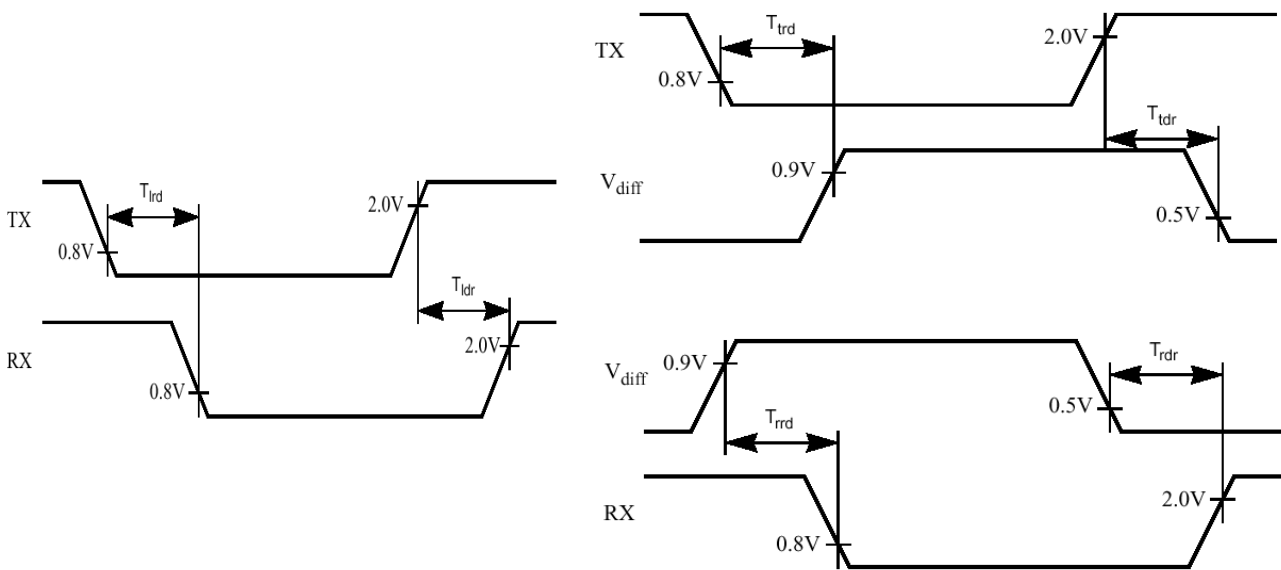 TX
T_lrd
0.8V
2.0V
T_ldr
RX
0.8V
2.0V
TX
T_trd
0.8V
2.0V
T_tdr
V_diff
0.9V
0.5V
V_diff
0.9V
T_rrd
0.5V
T_rdr
RX
0.8V
2.0V